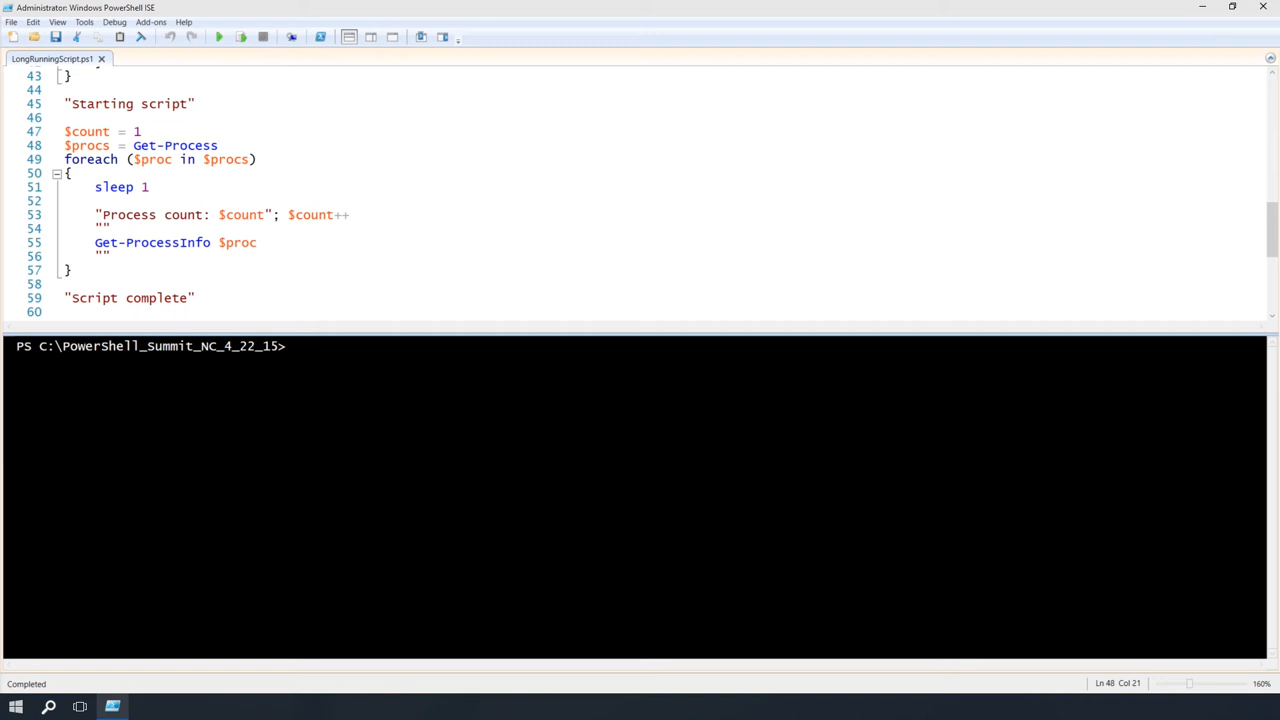 Administrator: Windows PowerShell ISE
File Edit View Tools Debug Add-ons Help
LongRunningScript.ps1
43 }
44
45 "Starting script"
46
47 $count = 1
48 $procs = Get-Process
49 foreach ($proc in $procs)
50 {
51 sleep 1
52
53 "Process count: $count"; $count++
54 ""
55 Get-ProcessInfo $proc
56 ""
57 }
58
59 "Script complete"
60
PS C:\PowerShell_Summit_NC_4_22_15>
Completed
Ln 48 Col 21
160%